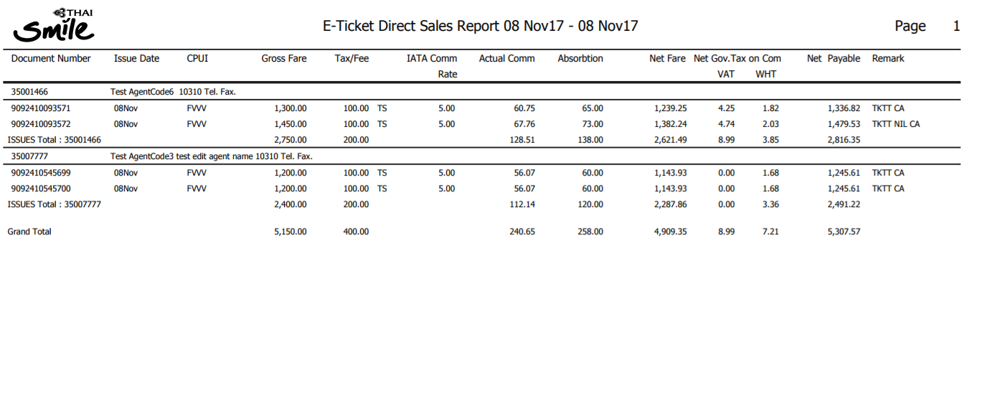 THAI
Smile
E-Ticket Direct Sales Report 08 Nov17 - 08 Nov17
Page 1
Document Number Issue Date CPUI Gross Fare Tax/Fee IATA Comm Actual Comm Absorbtion Net Fare Net Gov.Tax on Com Net Payable Remark
Rate VAT WHT
35001466 Test AgentCode6 10310 Tel. Fax.
9092410093571 08Nov FVVV 1,300.00 100.00 TS 5.00 60.75 65.00 1,239.25 4.25 1.82 1,336.82 TKTT CA
9092410093572 08Nov FVVV 1,450.00 100.00 TS 5.00 67.76 73.00 1,382.24 4.74 2.03 1,479.53 TKTT NIL CA
ISSUES Total : 35001466 2,750.00 200.00 128.51 138.00 2,621.49 8.99 3.85 2,816.35
35007777 Test AgentCode3 test edit agent name 10310 Tel. Fax.
9092410545699 08Nov FVVV 1,200.00 100.00 TS 5.00 56.07 60.00 1,143.93 0.00 1.68 1,245.61 TKTT CA
9092410545700 08Nov FVVV 1,200.00 100.00 TS 5.00 56.07 60.00 1,143.93 0.00 1.68 1,245.61 TKTT CA
ISSUES Total : 35007777 2,400.00 200.00 112.14 120.00 2,287.86 0.00 3.36 2,491.22
Grand Total 5,150.00 400.00 240.65 258.00 4,909.35 8.99 7.21 5,307.57